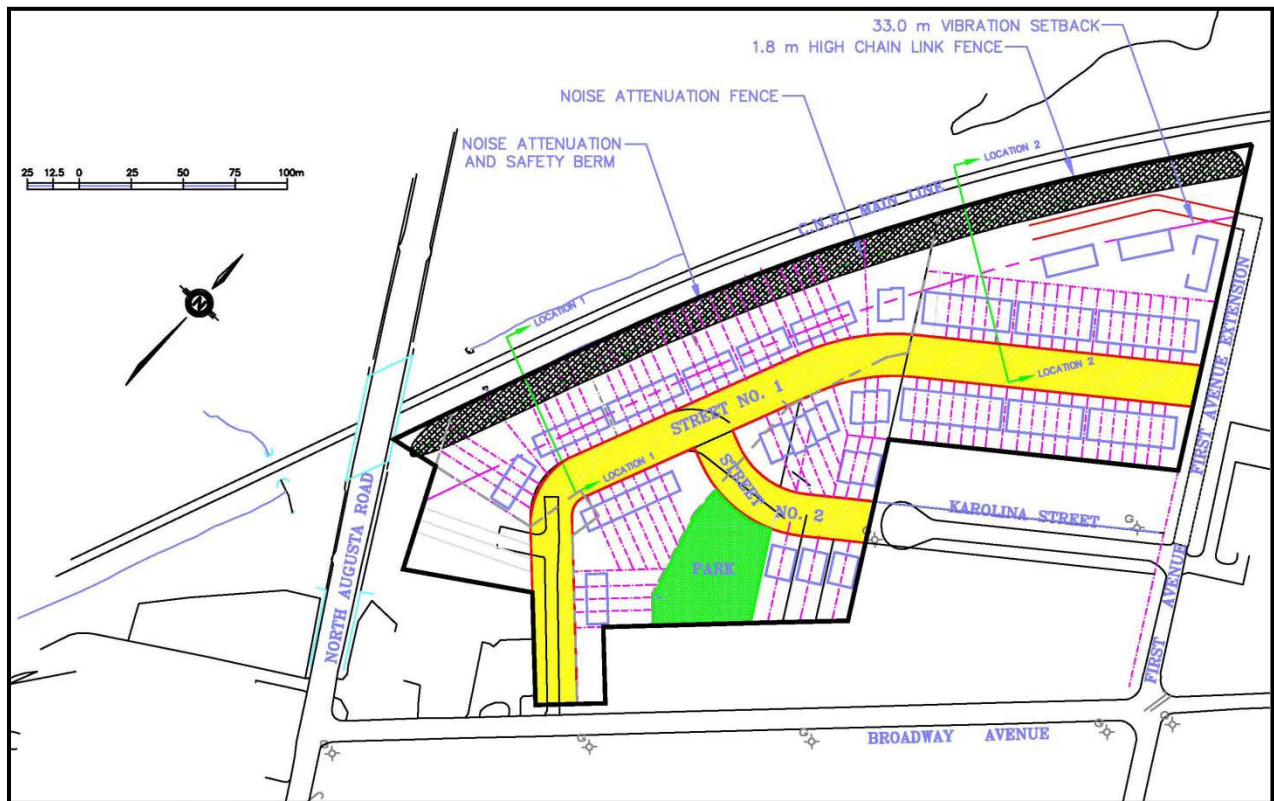 33.0 m VIBRATION SETBACK
1.8 m HIGH CHAIN LINK FENCE
NOISE ATTENUATION FENCE
NOISE ATTENUATION
AND SAFETY BERM
LOCATION 2
25 12.5 0 25 50 75 100m
C.N.R. MAIN LINE
N
LOCATION 1
FIRST AVENUE EXTENSION
LOCATION 2
STREET NO. 1
LOCATION 1
STREET NO. 2
KAROLINA STREET
G
G
PARK
NORTH AUGUSTA ROAD
FIRST AVENUE
BROADWAY AVENUE
G
G
G
G
G